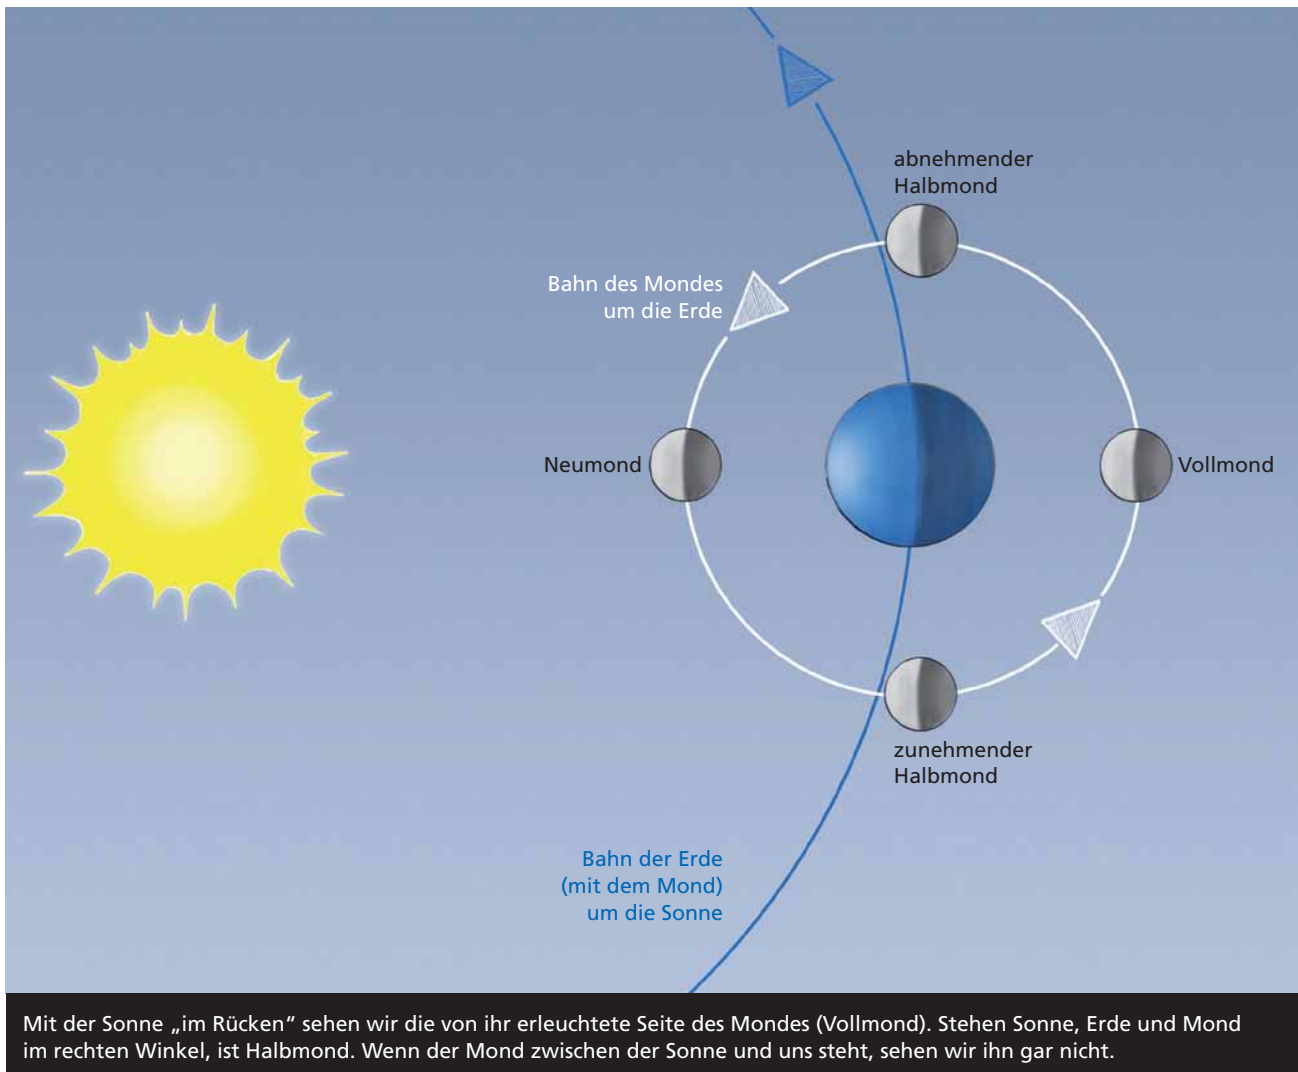 abnehmender
Halbmond
Bahn des Mondes
um die Erde
Neumond
Vollmond
zunehmender
Halbmond
Bahn der Erde
(mit dem Mond)
um die Sonne
Mit der Sonne „im Rücken“ sehen wir die von ihr erleuchtete Seite des Mondes (Vollmond). Stehen Sonne, Erde und Mond
im rechten Winkel, ist Halbmond. Wenn der Mond zwischen der Sonne und uns steht, sehen wir ihn gar nicht.